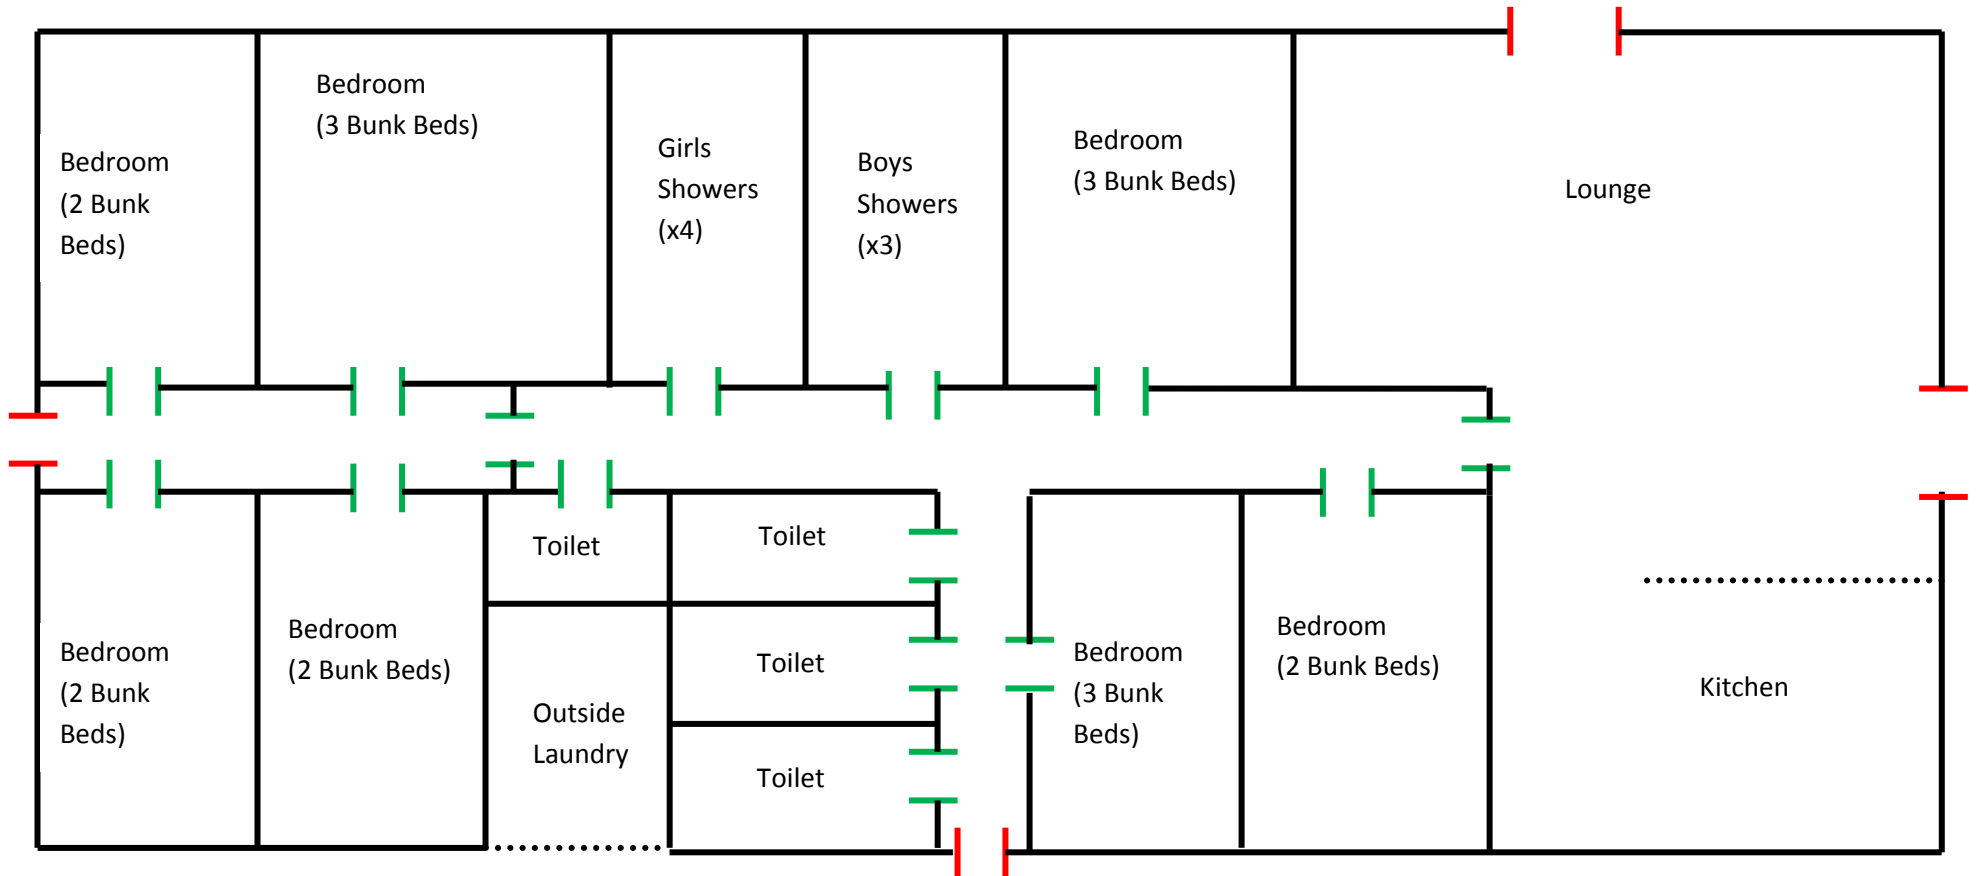 Bedroom
(2 Bunk
Beds)
Bedroom
(3 Bunk Beds)
Girls
Showers
(x4)
Boys
Showers
(x3)
Bedroom
(3 Bunk Beds)
Lounge
Bedroom
(2 Bunk
Beds)
Bedroom
(2 Bunk Beds)
Toilet
Outside
Laundry
Toilet
Toilet
Toilet
Bedroom
(3 Bunk
Beds)
Bedroom
(2 Bunk Beds)
Kitchen